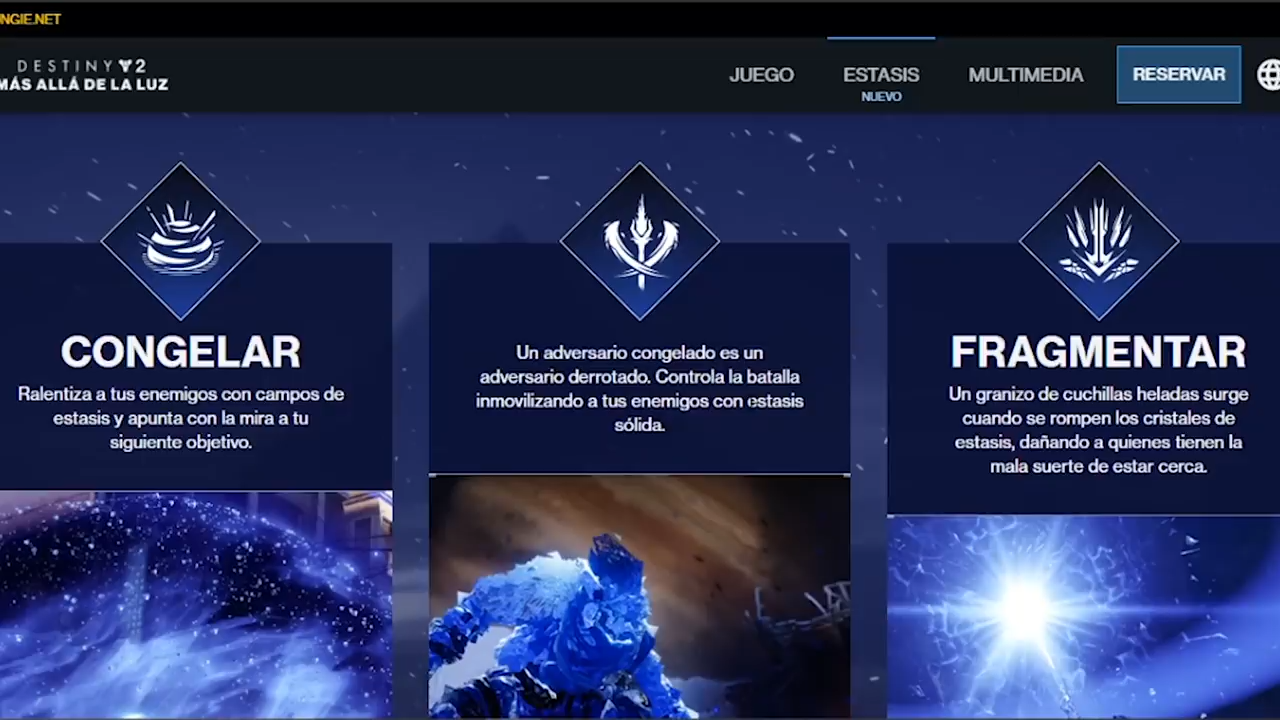 NGIE.NET
DESTINY 2
MÁS ALLÁ DE LA LUZ
JUEGO
ESTASIS
NUEVO
MULTIMEDIA
RESERVAR
CONGELAR
Ralentiza a tus enemigos con campos de
estasis y apunta con la mira a tu
siguiente objetivo.
Un adversario congelado es un
adversario derrotado. Controla la batalla
inmovilizando a tus enemigos con estasis
sólida.
FRAGMENTAR
Un granizo de cuchillas heladas surge
cuando se rompen los cristales de
estasis, dañando a quienes tienen la
mala suerte de estar cerca.